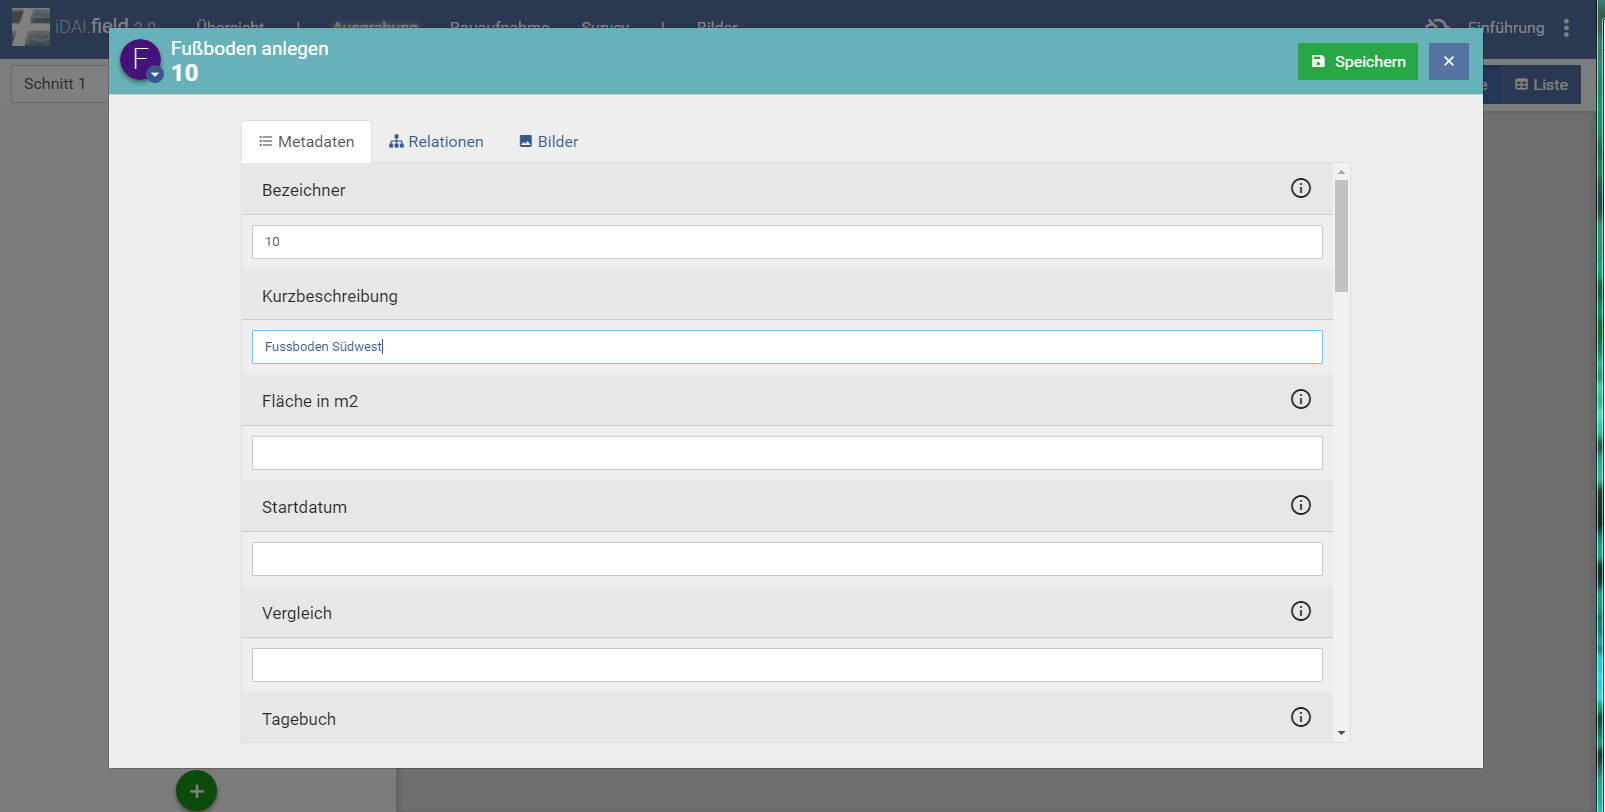 iDAI.field 2.0 Übersicht | Ausgrabung Bauaufnahme Survey | Bilder Einführung
F Fußboden anlegen
10
Speichern ×
Schnitt 1
Liste
Metadaten Relationen Bilder
Bezeichner
10
Kurzbeschreibung
Fussboden Südwest
Fläche in m2
Startdatum
Vergleich
Tagebuch
+